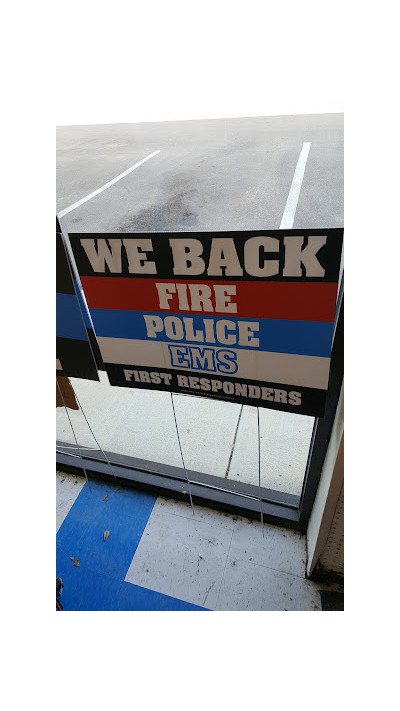 WE BACK
FIRE
POLICE
EMS
FIRST RESPONDERS